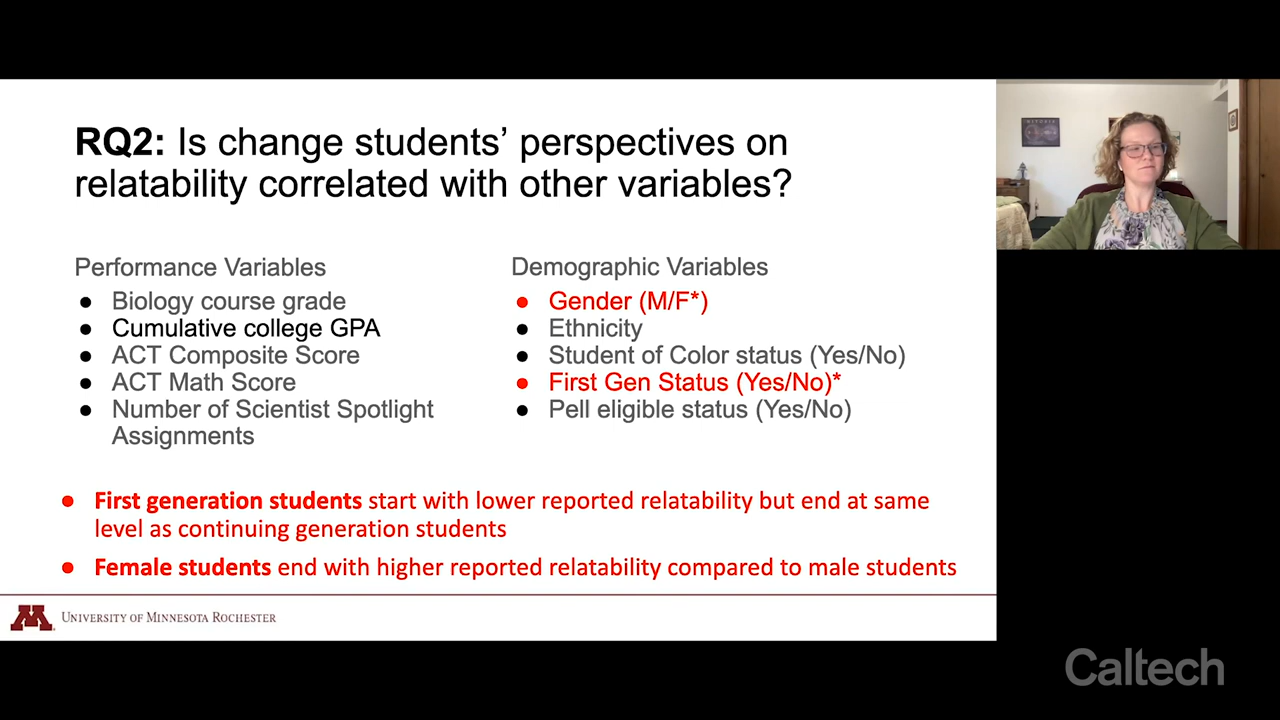 RQ2: Is change students’ perspectives on
relatability correlated with other variables?
Performance Variables
● Biology course grade
● Cumulative college GPA
● ACT Composite Score
● ACT Math Score
● Number of Scientist Spotlight
Assignments
Demographic Variables
● Gender (M/F*)
● Ethnicity
● Student of Color status (Yes/No)
● First Gen Status (Yes/No)*
● Pell eligible status (Yes/No)
● First generation students start with lower reported relatability but end at same
level as continuing generation students
● Female students end with higher reported relatability compared to male students
M
University of Minnesota Rochester
Caltech